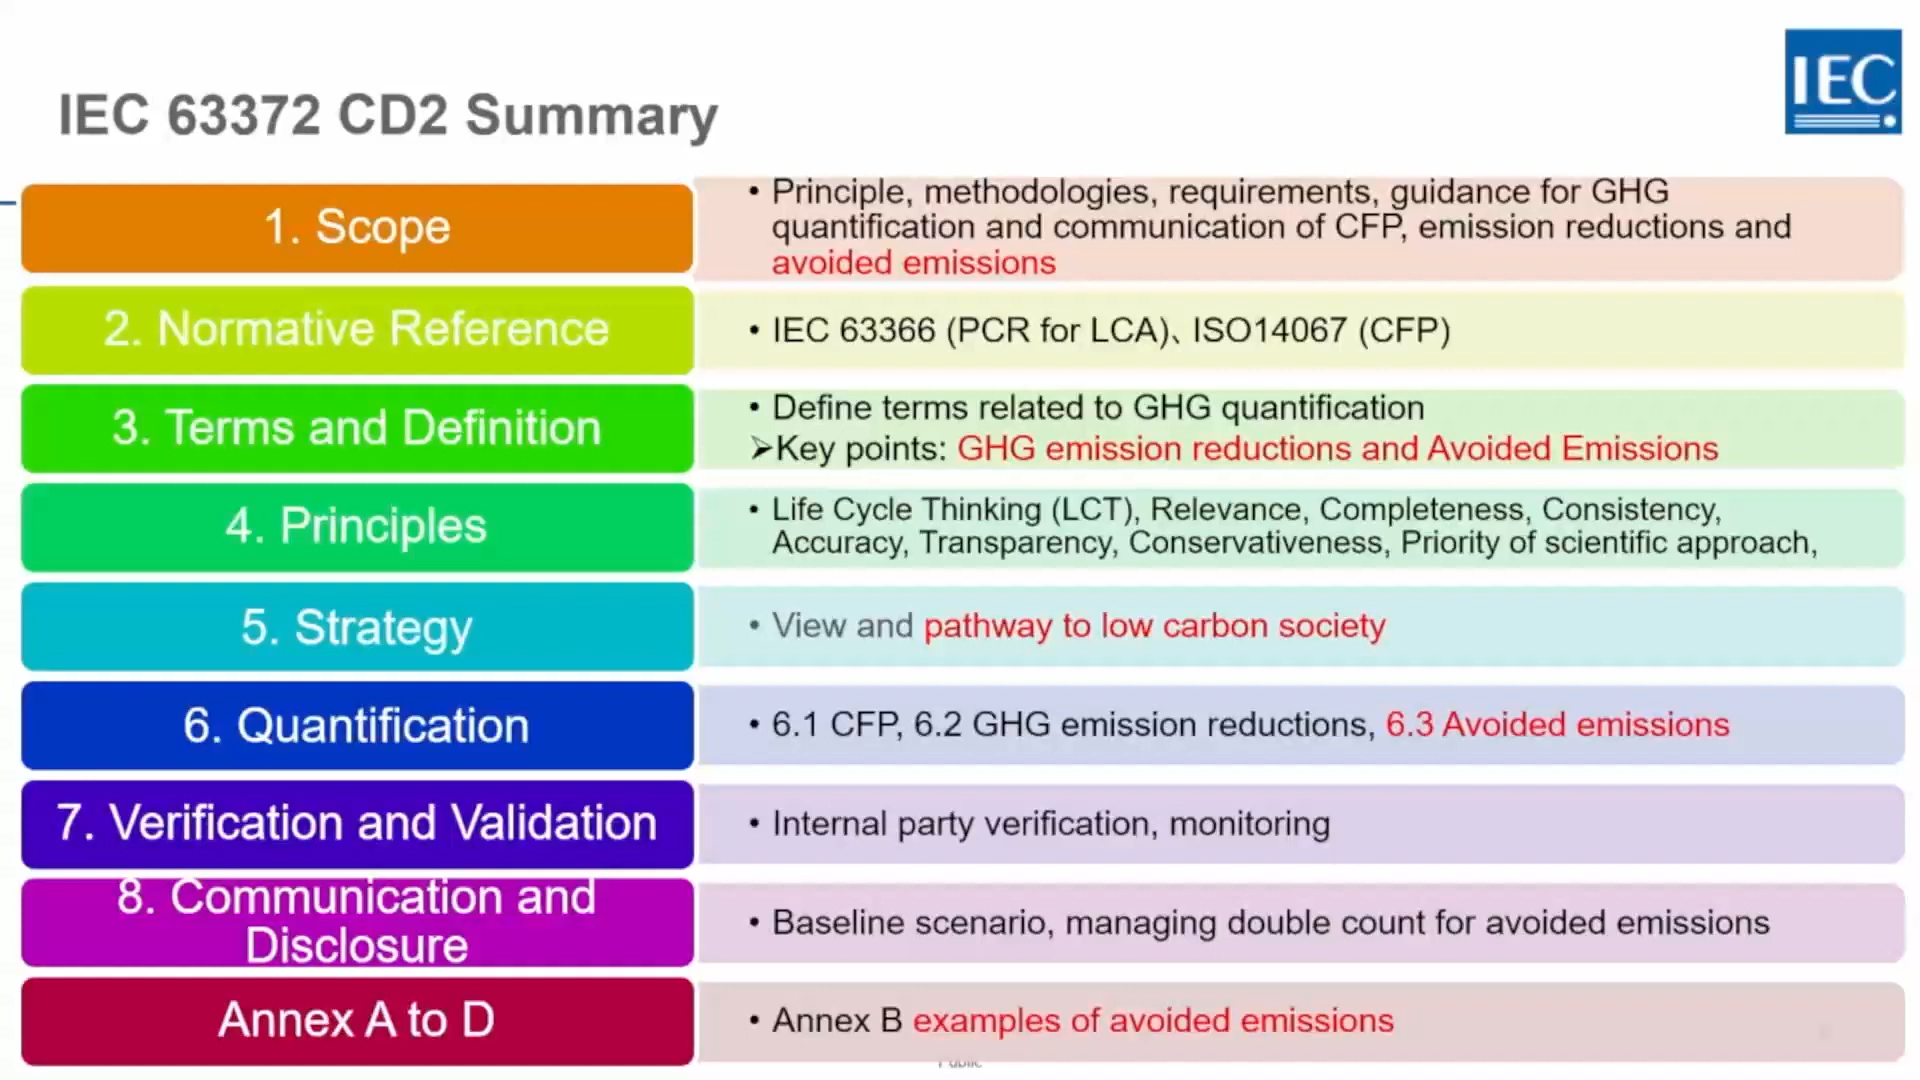 IEC
IEC 63372 CD2 Summary
1. Scope
• Principle, methodologies, requirements, guidance for GHG
quantification and communication of CFP, emission reductions and
avoided emissions
2. Normative Reference
• IEC 63366 (PCR for LCA)、ISO14067 (CFP)
3. Terms and Definition
• Define terms related to GHG quantification
➢Key points: GHG emission reductions and Avoided Emissions
4. Principles
• Life Cycle Thinking (LCT), Relevance, Completeness, Consistency,
Accuracy, Transparency, Conservativeness, Priority of scientific approach,
5. Strategy
• View and pathway to low carbon society
6. Quantification
• 6.1 CFP, 6.2 GHG emission reductions, 6.3 Avoided emissions
7. Verification and Validation
• Internal party verification, monitoring
8. Communication and
Disclosure
• Baseline scenario, managing double count for avoided emissions
Annex A to D
• Annex B examples of avoided emissions
Public